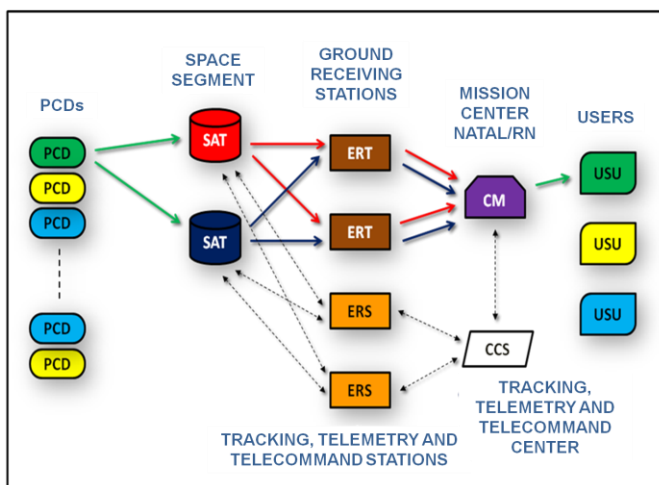 PCDs
SPACE
SEGMENT
GROUND
RECEIVING
STATIONS
MISSION
CENTER
NATAL/RN
USERS
PCD
PCD
PCD
PCD
PCD
SAT
SAT
ERT
ERT
ERS
ERS
CM
CCS
USU
USU
USU
TRACKING, TELEMETRY AND
TELECOMMAND STATIONS
TRACKING,
TELEMETRY AND
TELECOMMAND
CENTER